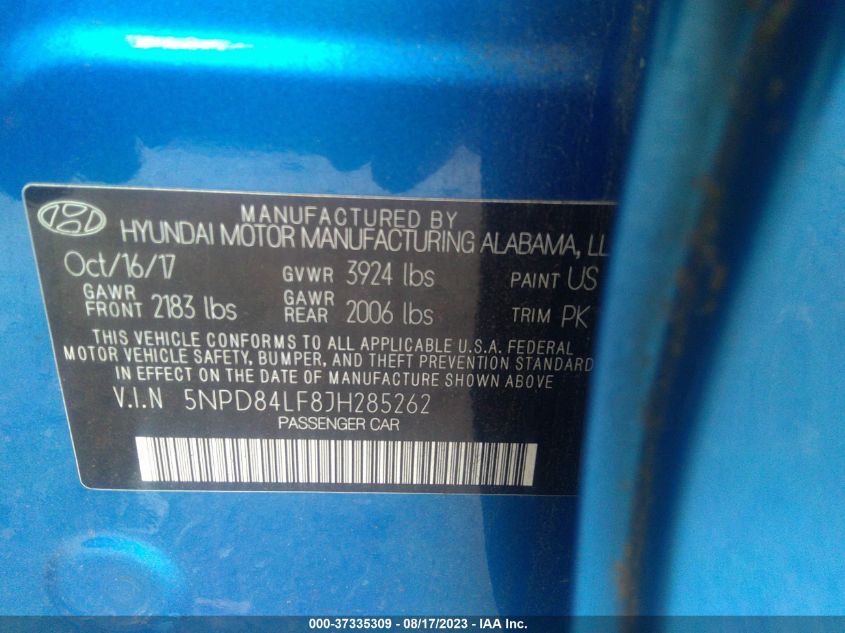 MANUFACTURED BY
HYUNDAI MOTOR MANUFACTURING ALABAMA, LL
Oct/16/17 GVWR 3924 lbs PAINT US
GAWR FRONT 2183 lbs GAWR REAR 2006 lbs TRIM PK
THIS VEHICLE CONFORMS TO ALL APPLICABLE U.S.A. FEDERAL
MOTOR VEHICLE SAFETY, BUMPER, AND THEFT PREVENTION STANDARD
IN EFFECT ON THE DATE OF MANUFACTURE SHOWN ABOVE
V.I.N 5NPD84LF8JH285262
PASSENGER CAR
000-37335309 - 08/17/2023 - IAA Inc.